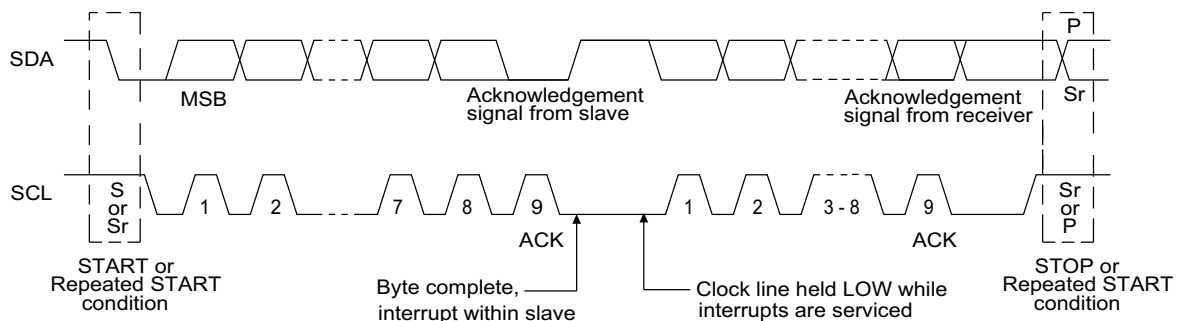 P
SDA
MSB
Acknowledgement
signal from slave
Acknowledgement
signal from receiver
Sr
SCL
S
or
Sr
1
2
7
8
9
1
2
3 - 8
9
Sr
or
P
ACK
ACK
START or
Repeated START
condition
Byte complete,
interrupt within slave
Clock line held LOW while
interrupts are serviced
STOP or
Repeated START
condition